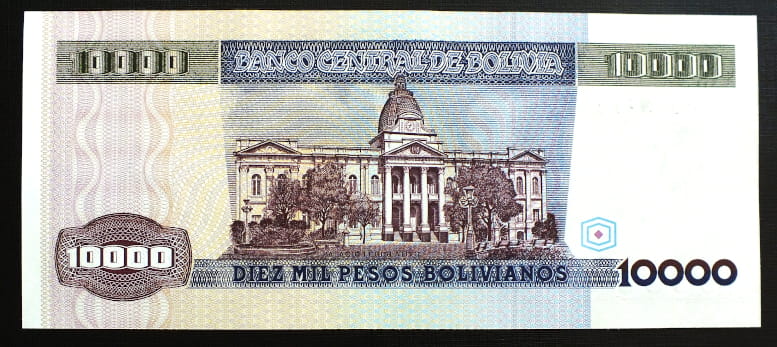 10000 BANCO CENTRAL DE BOLIVIA 10000
10000
DIEZ MIL PESOS BOLIVIANOS 10000